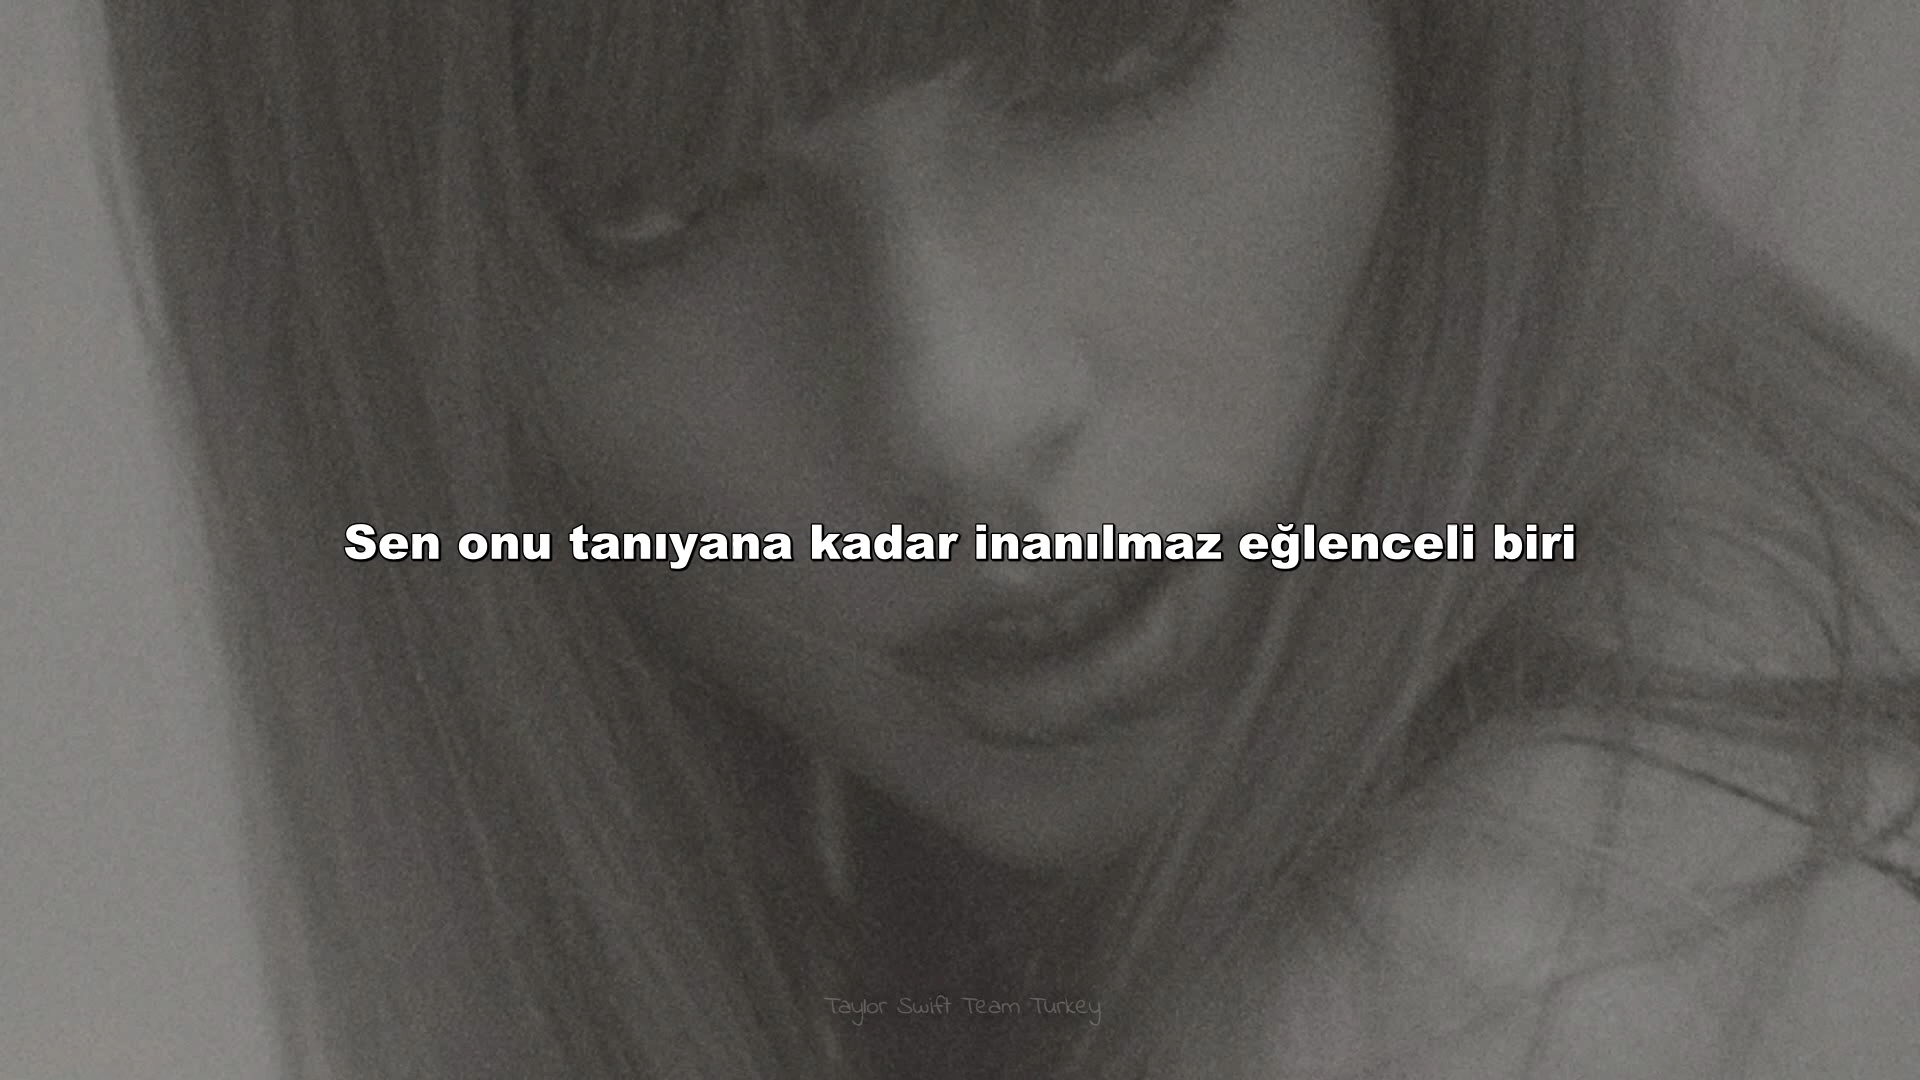 Sen onu tanıyana kadar inanılmaz eğlenceli biri
Taylor Swift Team Turkey